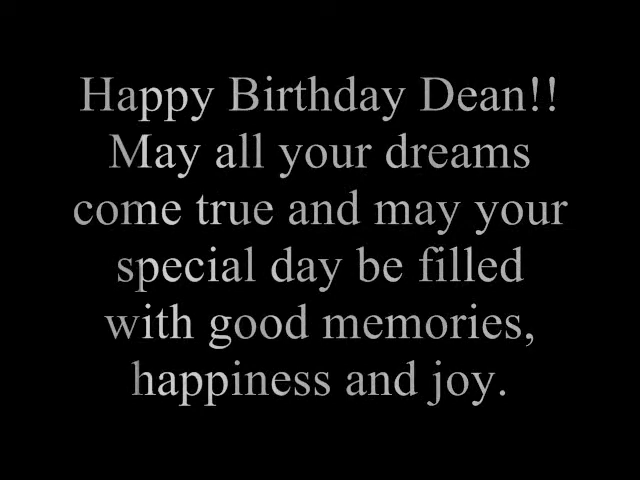 Happy Birthday Dean!!
May all your dreams
come true and may your
special day be filled
with good memories,
happiness and joy.